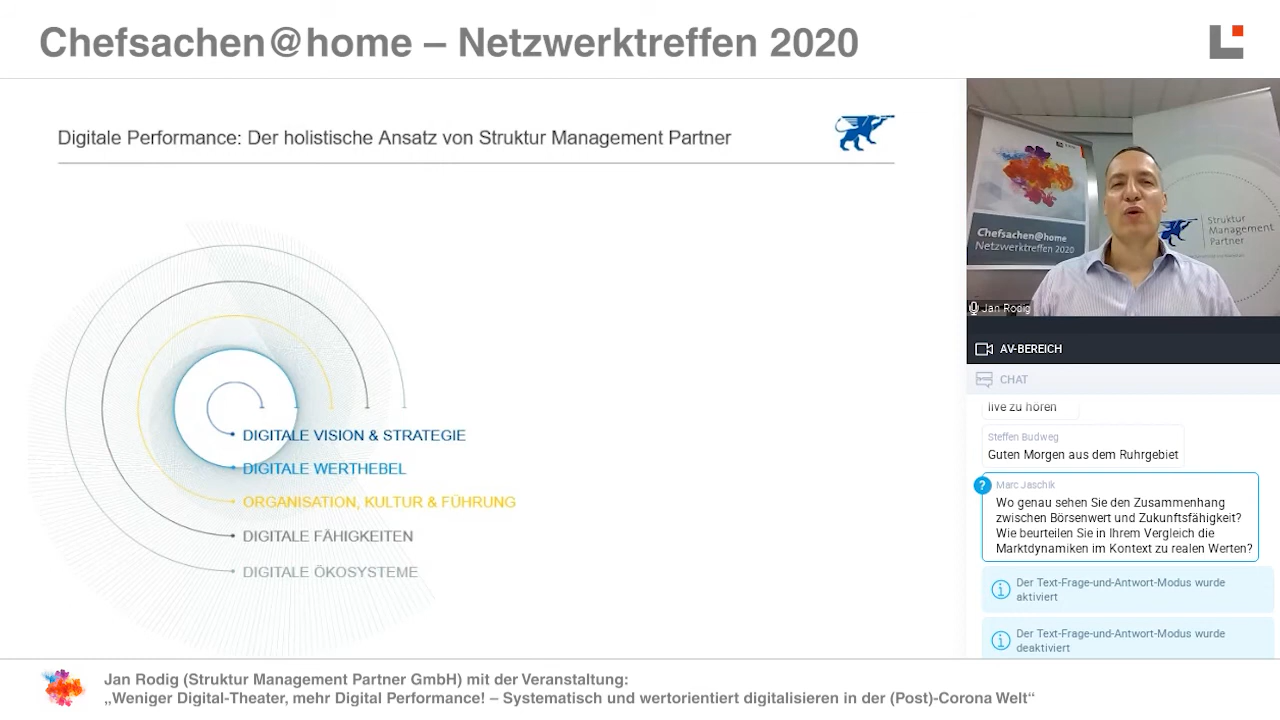 Chefsachen@home – Netzwerktreffen 2020
Digitale Performance: Der holistische Ansatz von Struktur Management Partner
DIGITALE VISION & STRATEGIE
DIGITALE WERTHEBEL
ORGANISATION, KULTUR & FÜHRUNG
DIGITALE FÄHIGKEITEN
DIGITALE ÖKOSYSTEME
Chefsachen@home
Netzwerktreffen 2020
Struktur
Management
Partner
Jan Rodig
AV-BEREICH
CHAT
live zu hören
Steffen Budweg
Guten Morgen aus dem Ruhrgebiet
?
Marc Jaschik
Wo genau sehen Sie den Zusammenhang
zwischen Börsenwert und Zukunftsfähigkeit?
Wie beurteilen Sie in Ihrem Vergleich die
Marktdynamiken im Kontext zu realen Werten?
Der Text-Frage-und-Antwort-Modus wurde
aktiviert
Der Text-Frage-und-Antwort-Modus wurde
deaktiviert
Jan Rodig (Struktur Management Partner GmbH) mit der Veranstaltung:
„Weniger Digital-Theater, mehr Digital Performance! – Systematisch und wertorientiert digitalisieren in der (Post)-Corona Welt“